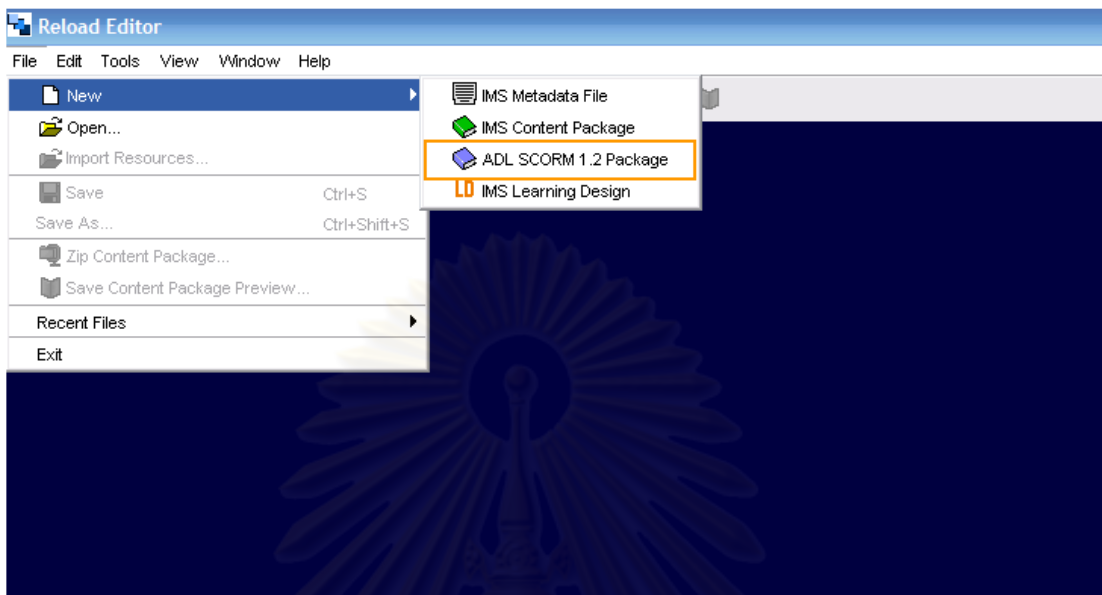 Reload Editor
File Edit Tools View Window Help
New
Open...
Import Resources...
Save Ctrl+S
Save As... Ctrl+Shift+S
Zip Content Package...
Save Content Package Preview...
Recent Files
Exit
IMS Metadata File
IMS Content Package
ADL SCORM 1.2 Package
LD IMS Learning Design